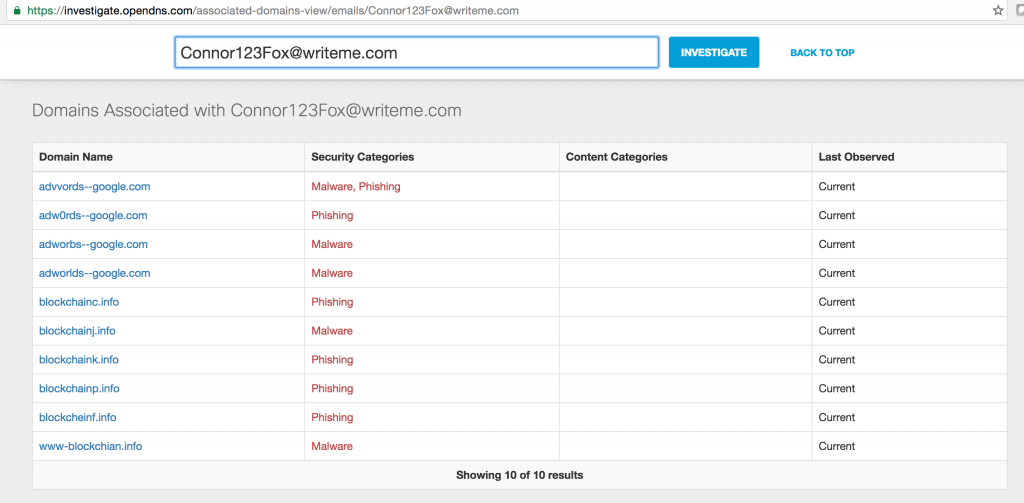 https://investigate.opendns.com/associated-domains-view/emails/Connor123Fox@writeme.com
Connor123Fox@writeme.com INVESTIGATE BACK TO TOP
Domains Associated with Connor123Fox@writeme.com
Domain Name Security Categories Content Categories Last Observed
advvords--google.com Malware, Phishing Current
adw0rds--google.com Phishing Current
adworbs--google.com Malware Current
adworlds--google.com Malware Current
blockchainc.info Phishing Current
blockchainj.info Malware Current
blockchaink.info Phishing Current
blockchainp.info Phishing Current
blockcheinf.info Phishing Current
www-blockchian.info Malware Current
Showing 10 of 10 results